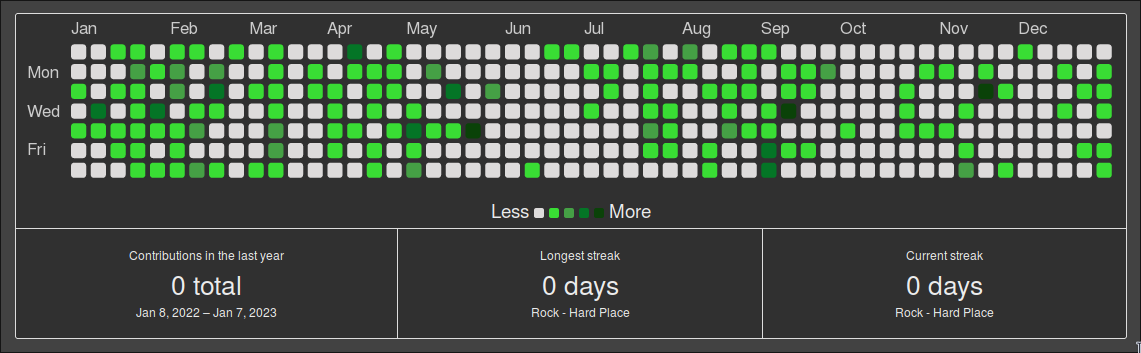 Jan Feb Mar Apr May Jun Jul Aug Sep Oct Nov Dec
Mon
Wed
Fri
Less More
Contributions in the last year
0 total
Jan 8, 2022 – Jan 7, 2023
Longest streak
0 days
Rock - Hard Place
Current streak
0 days
Rock - Hard Place